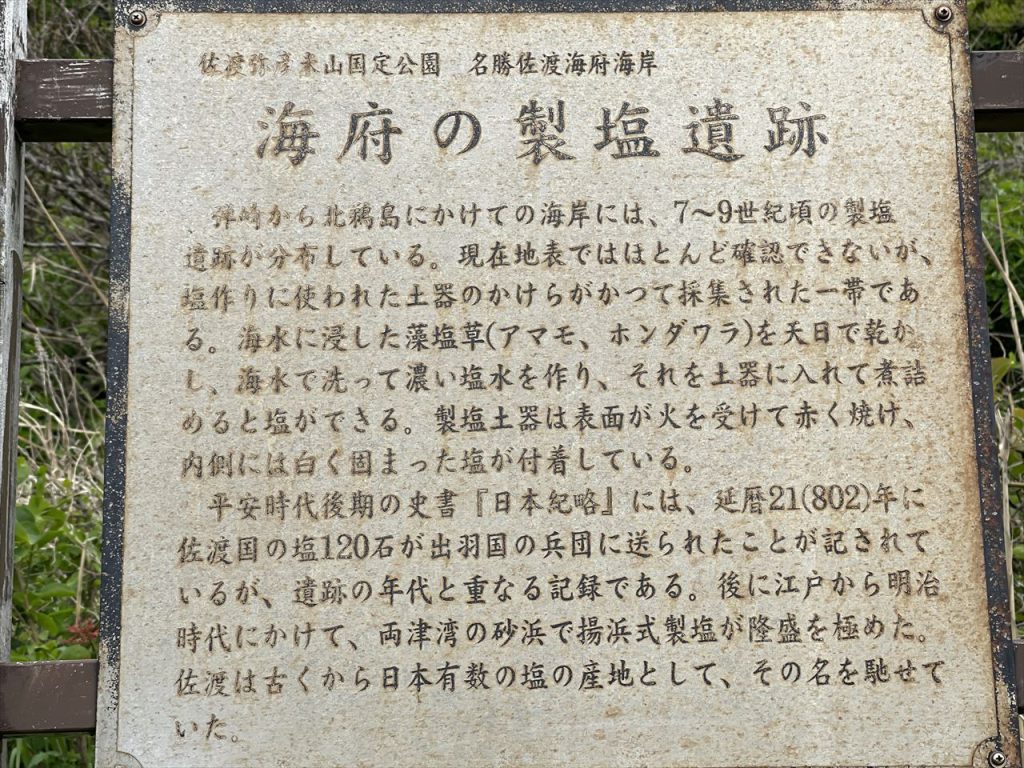 佐渡弥彦米山国定公園　名勝佐渡海府海岸
海府の製塩遺跡
弾崎から北鵜島にかけての海岸には、7〜9世紀頃の製塩
遺跡が分布している。現在地表ではほとんど確認できないが、
塩作りに使われた土器のかけらがかつて採集された一帯であ
る。海水に浸した藻塩草(アマモ、ホンダワラ)を天日で乾か
し、海水で洗って濃い塩水を作り、それを土器に入れて煮詰
めると塩ができる。製塩土器は表面が火を受けて赤く焼け、
内側には白く固まった塩が付着している。
平安時代後期の史書『日本紀略』には、延暦21(802)年に
佐渡国の塩120石が出羽国の兵団に送られたことが記されて
いるが、遺跡の年代と重なる記録である。後に江戸から明治
時代にかけて、両津湾の砂浜で揚浜式製塩が隆盛を極めた。
佐渡は古くから日本有数の塩の産地として、その名を馳せて
いた。